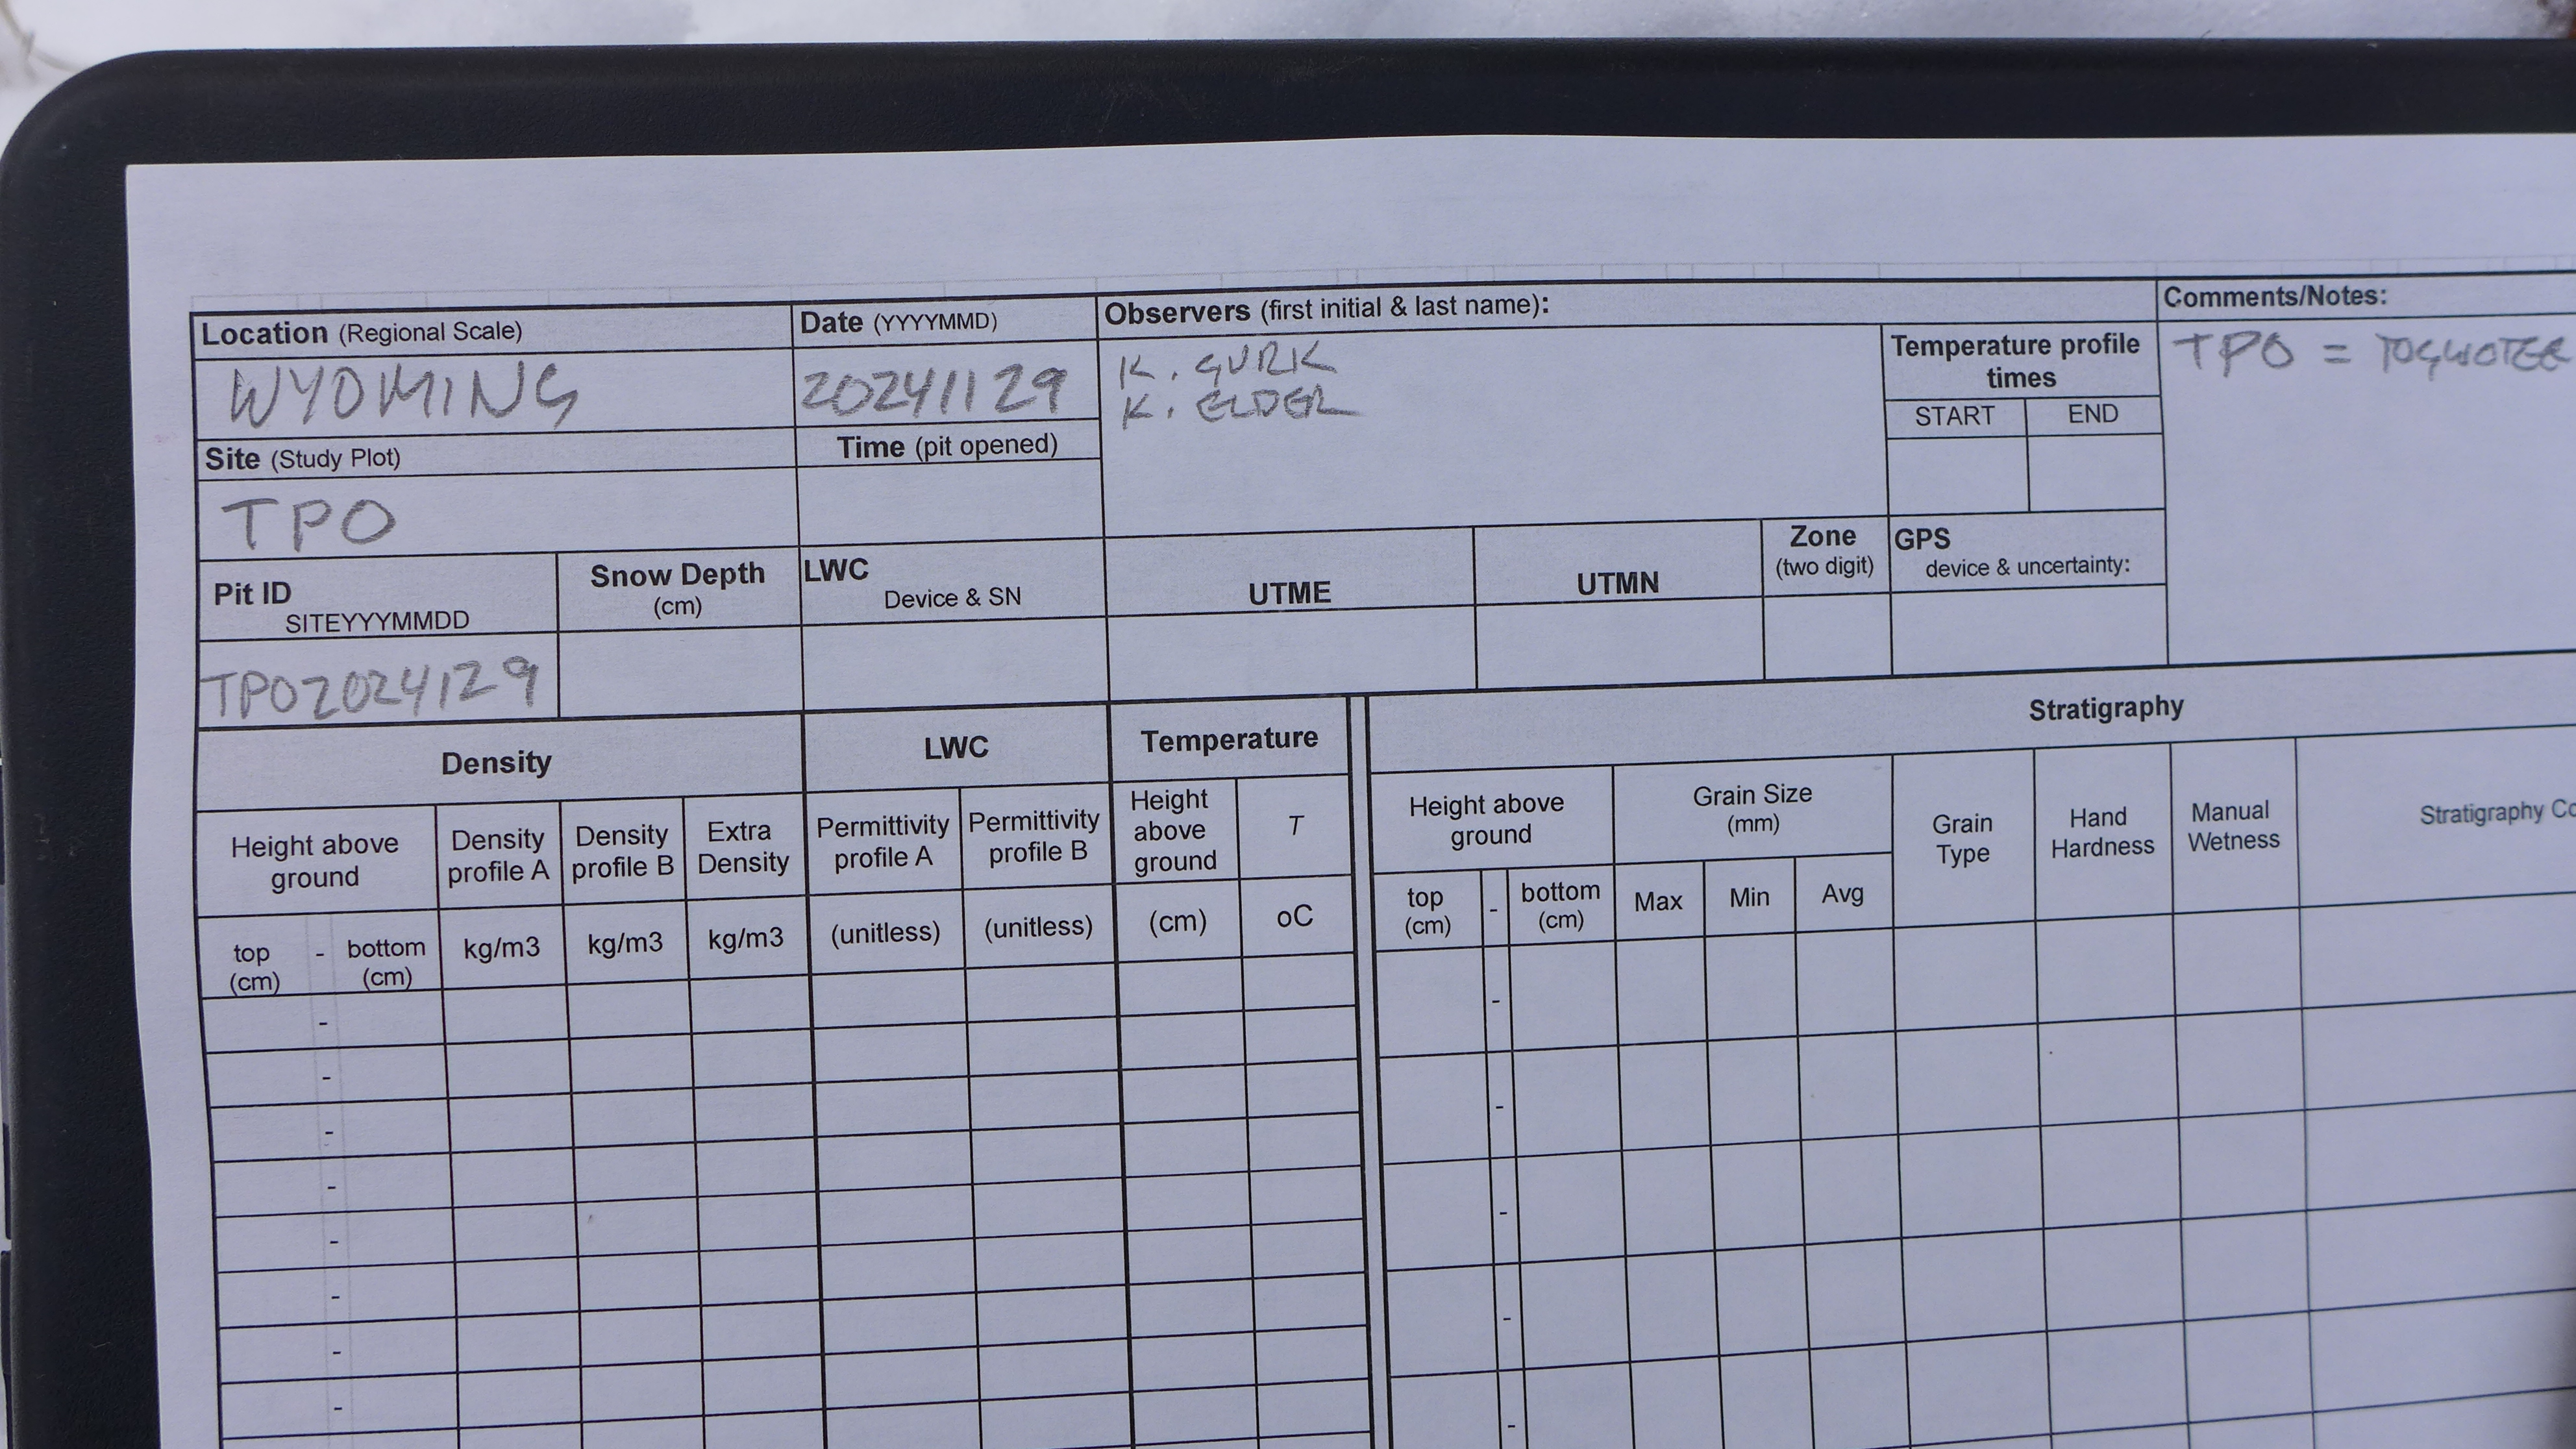 Location (Regional Scale)
WYOMING
Date (YYYYMMDD)
20241129
Observers (first initial & last name):
K. GURK
K. ELDER
Temperature profile
times
START
END
Comments/Notes:
TPO = TOGWOTEE
Site (Study Plot)
TPO
Time (pit opened)
Pit ID
SITEYYYMMDD
TPO2024129
Snow Depth
(cm)
LWC
Device & SN
UTME
UTMN
Zone
(two digit)
GPS
device & uncertainty:
Density
LWC
Temperature
Stratigraphy
Height above
ground
Density
profile A
Density
profile B
Extra
Density
Permittivity
profile A
Permittivity
profile B
Height
above
ground
T
Height above
ground
Grain Size
(mm)
Grain
Type
Hand
Hardness
Manual
Wetness
Stratigraphy Co
top
(cm)
-
bottom
(cm)
kg/m3
kg/m3
kg/m3
(unitless)
(unitless)
(cm)
oC
top
(cm)
-
bottom
(cm)
Max
Min
Avg
-
-
-
-
-
-
-
-
-
-
-
-
-